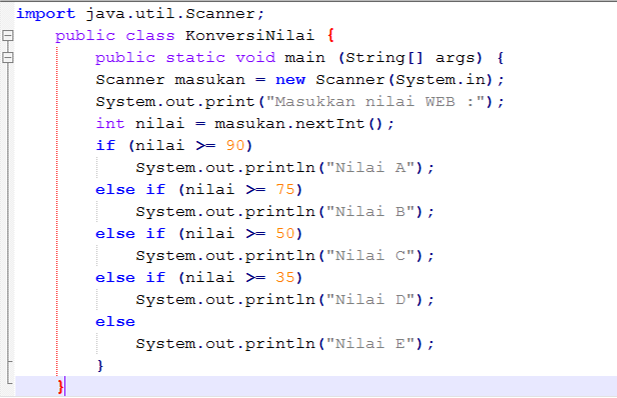 import java.util.Scanner;
public class KonversiNilai {
public static void main (String[] args) {
Scanner masukan = new Scanner(System.in);
System.out.print("Masukkan nilai WEB :");
int nilai = masukan.nextInt();
if (nilai >= 90)
System.out.println("Nilai A");
else if (nilai >= 75)
System.out.println("Nilai B");
else if (nilai >= 50)
System.out.println("Nilai C");
else if (nilai >= 35)
System.out.println("Nilai D");
else
System.out.println("Nilai E");
}
}